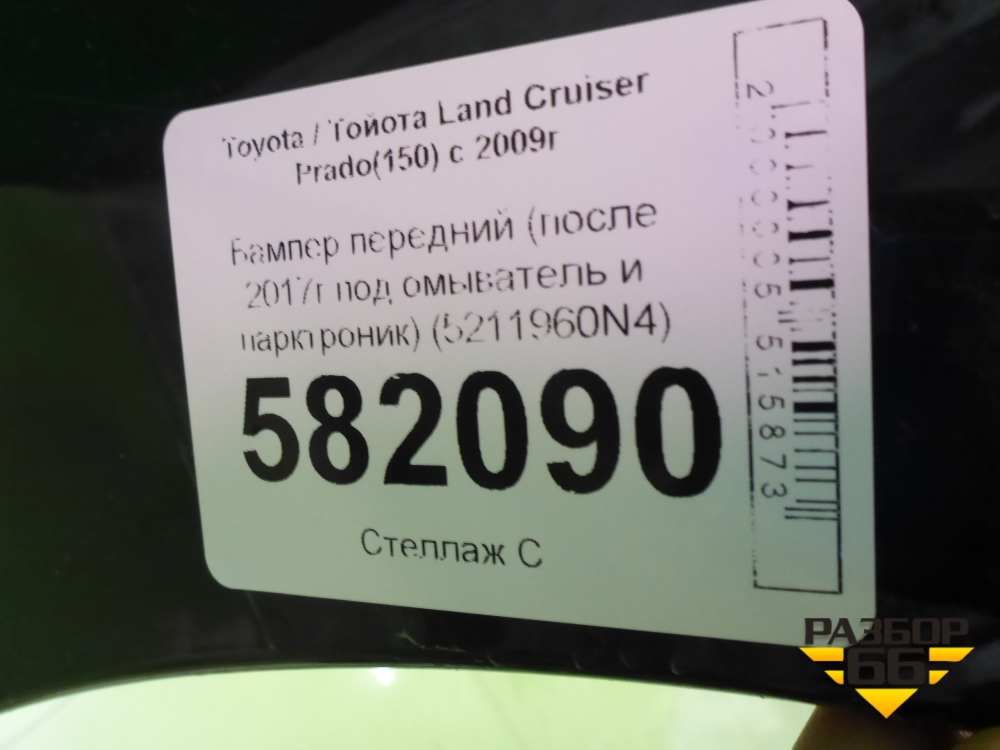 Toyota / Тойота Land Cruiser
Prado(150) с 2009г
Бампер передний (после
2017г под омыватель и
парктроник) (5211960N4)
582090
Стеллаж С
РАЗБОР
66